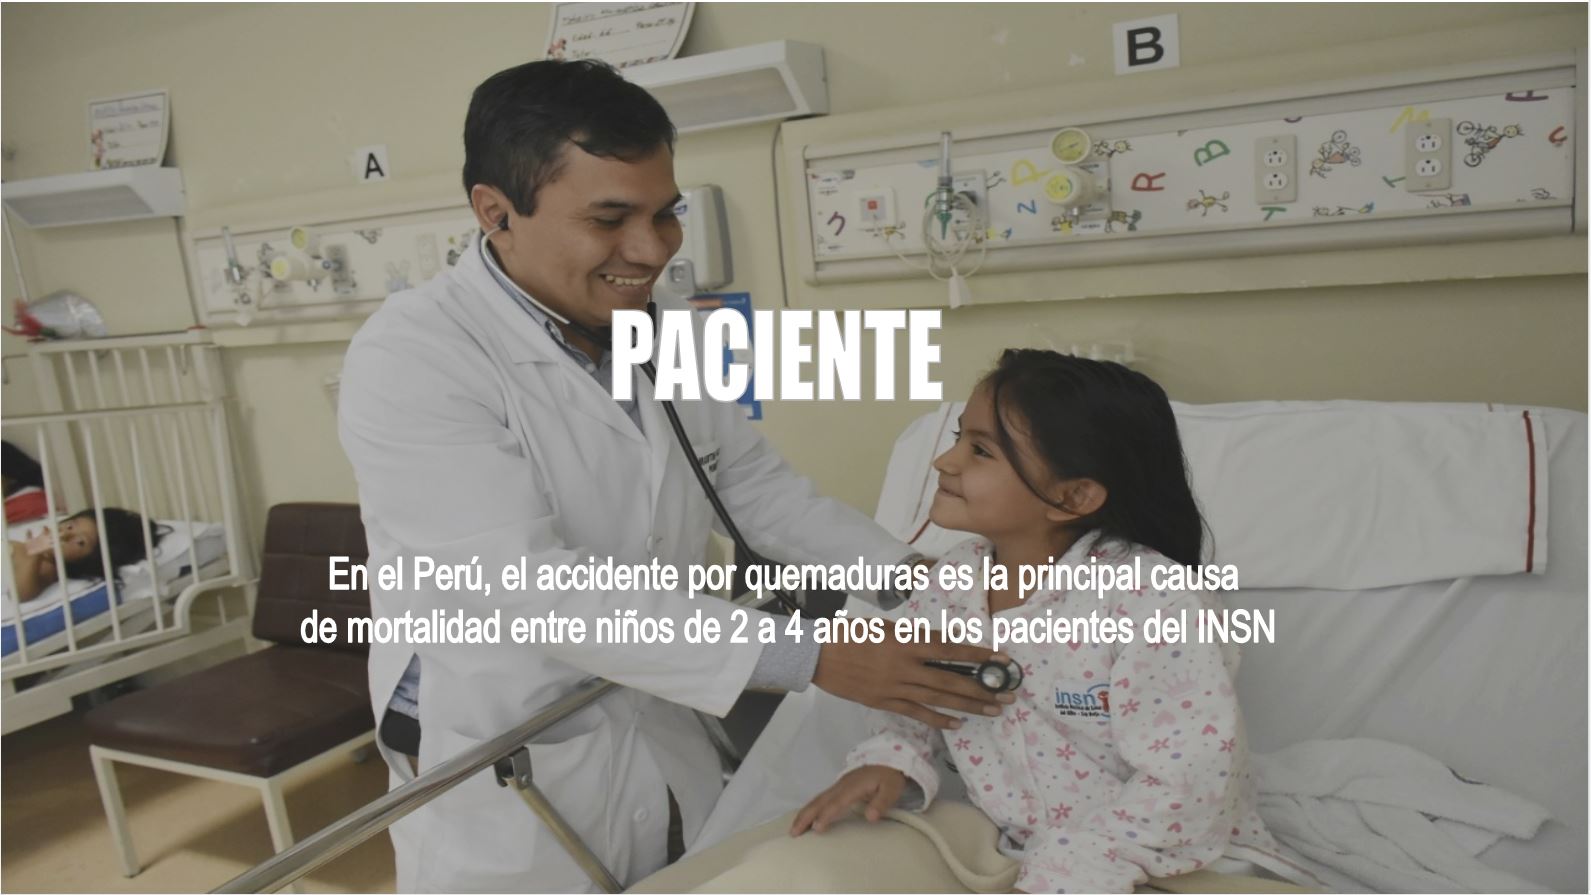 B
A
PACIENTE
En el Perú, el accidente por quemaduras es la principal causa
de mortalidad entre niños de 2 a 4 años en los pacientes del INSN
insn